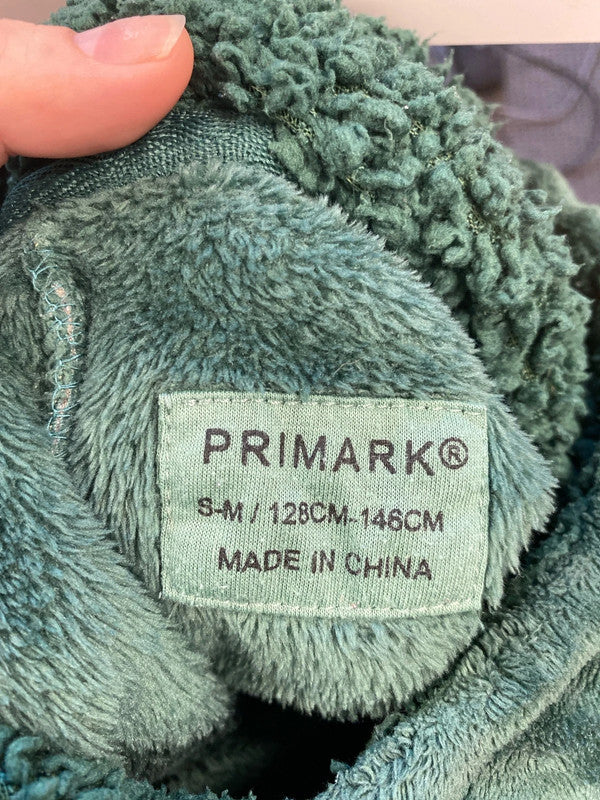 PRIMARK®
S-M / 128CM-146CM
MADE IN CHINA